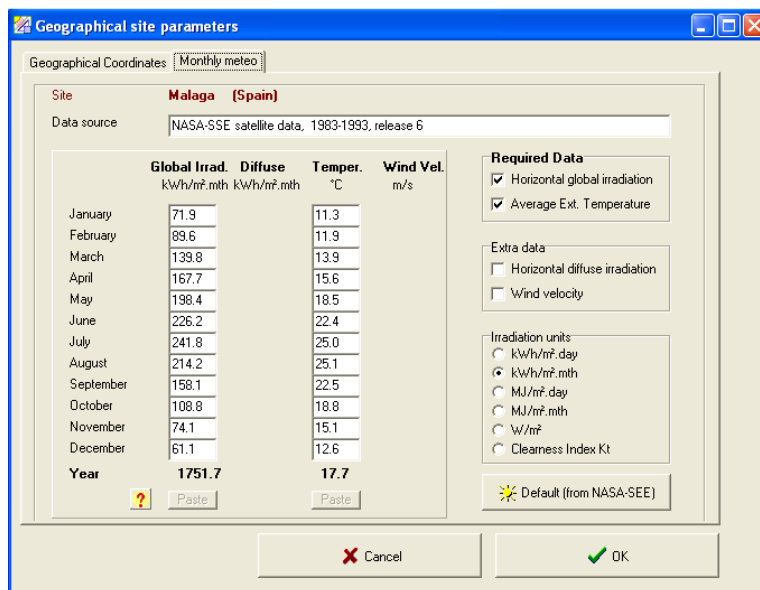 Geographical site parameters
Geographical Coordinates Monthly meteo
Site Malaga (Spain)
Data source NASA-SSE satellite data, 1983-1993, release 6
Global Irrad. Diffuse Temper. Wind Vel.
kWh/m².mth kWh/m².mth °C m/s
January 71.9 11.3
February 89.6 11.9
March 139.8 13.9
April 167.7 15.6
May 198.4 18.5
June 226.2 22.4
July 241.8 25.0
August 214.2 25.1
September 158.1 22.5
October 108.8 18.8
November 74.1 15.1
December 61.1 12.6
Year 1751.7 17.7
? Paste Paste
Required Data
Horizontal global irradiation
Average Ext. Temperature
Extra data
Horizontal diffuse irradiation
Wind velocity
Irradiation units
kWh/m².day
kWh/m².mth
MJ/m².day
MJ/m².mth
W/m²
Clearness Index Kt
Default (from NASA-SEE)
Cancel OK